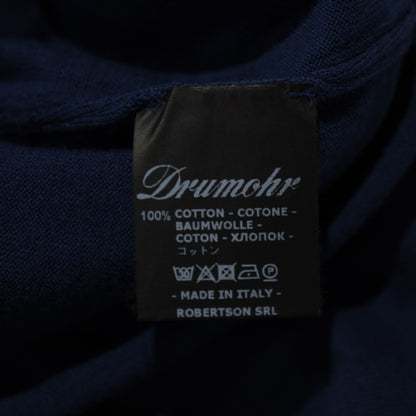 Drumohr
100% COTTON - COTONE -
BAUMWOLLE -
COTON - ХЛОПОК -
コットン
- MADE IN ITALY -
ROBERTSON SRL